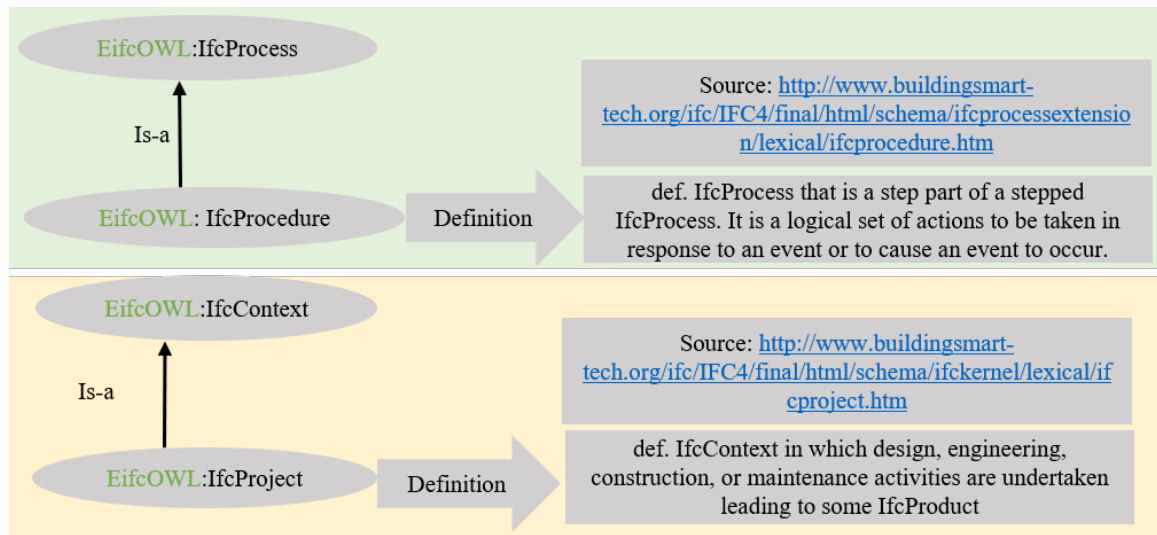 EifcOWL:IfcProcess
Is-a
EifcOWL: IfcProcedure
Definition
Source: http://www.buildingsmart-
tech.org/ifc/IFC4/final/html/schema/ifcprocessextensio
n/lexical/ifcprocedure.htm
def. IfcProcess that is a step part of a stepped
IfcProcess. It is a logical set of actions to be taken in
response to an event or to cause an event to occur.
EifcOWL:IfcContext
Is-a
EifcOWL:IfcProject
Definition
Source: http://www.buildingsmart-
tech.org/ifc/IFC4/final/html/schema/ifckernel/lexical/if
cproject.htm
def. IfcContext in which design, engineering,
construction, or maintenance activities are undertaken
leading to some IfcProduct